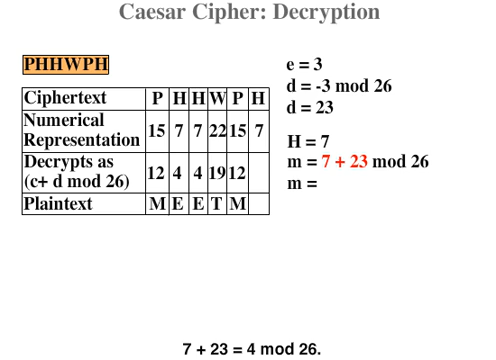 Caesar Cipher: Decryption
PHHWPH
Ciphertext P H H W P H
Numerical
Representation 15 7 7 22 15 7
Decrypts as
(c+ d mod 26) 12 4 4 19 12
Plaintext M E E T M
e = 3
d = -3 mod 26
d = 23
H = 7
m = 7 + 23 mod 26
m =
7 + 23 = 4 mod 26.